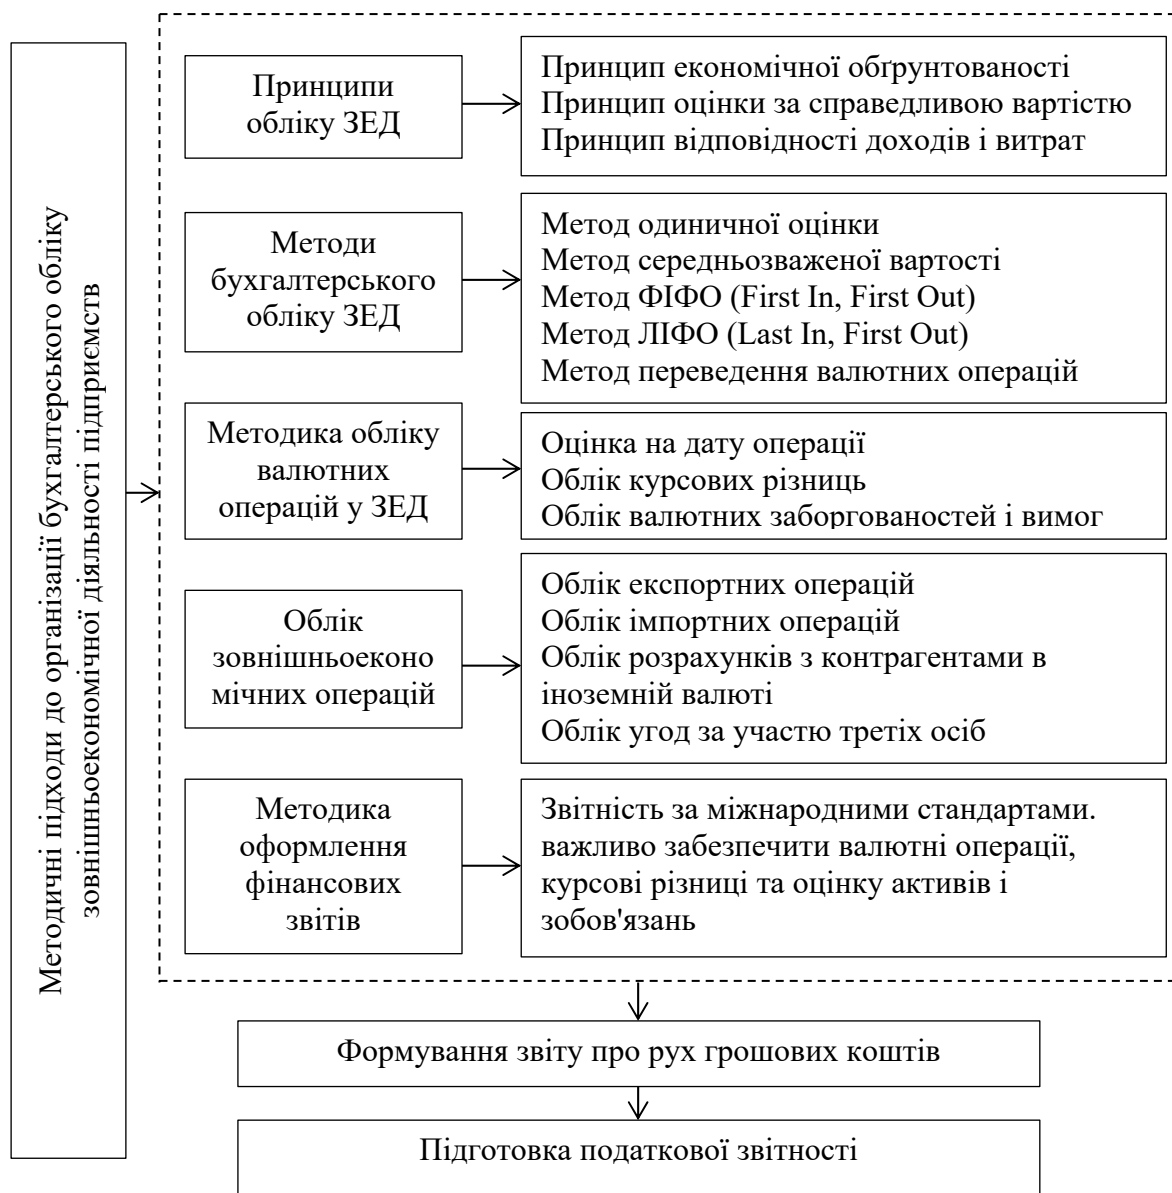 Методичні підходи до організації бухгалтерського обліку
зовнішньоекономічної діяльності підприємств
Принципи
обліку ЗЕД
Принцип економічної обґрунтованості
Принцип оцінки за справедливою вартістю
Принцип відповідності доходів і витрат
Методи
бухгалтерського
обліку ЗЕД
Метод одиничної оцінки
Метод середньозваженої вартості
Метод ФІФО (First In, First Out)
Метод ЛІФО (Last In, First Out)
Метод переведення валютних операцій
Методика обліку
валютних
операцій у ЗЕД
Оцінка на дату операції
Облік курсових різниць
Облік валютних заборгованостей і вимог
Облік
зовнішньоеконо
мічних операцій
Облік експортних операцій
Облік імпортних операцій
Облік розрахунків з контрагентами в
іноземній валюті
Облік угод за участю третіх осіб
Методика
оформлення
фінансових
звітів
Звітність за міжнародними стандартами.
важливо забезпечити валютні операції,
курсові різниці та оцінку активів і
зобов'язань
Формування звіту про рух грошових коштів
Підготовка податкової звітності